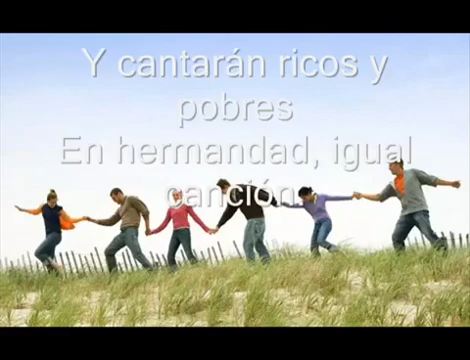 Y cantarán ricos y
pobres
En hermandad, igual
canción